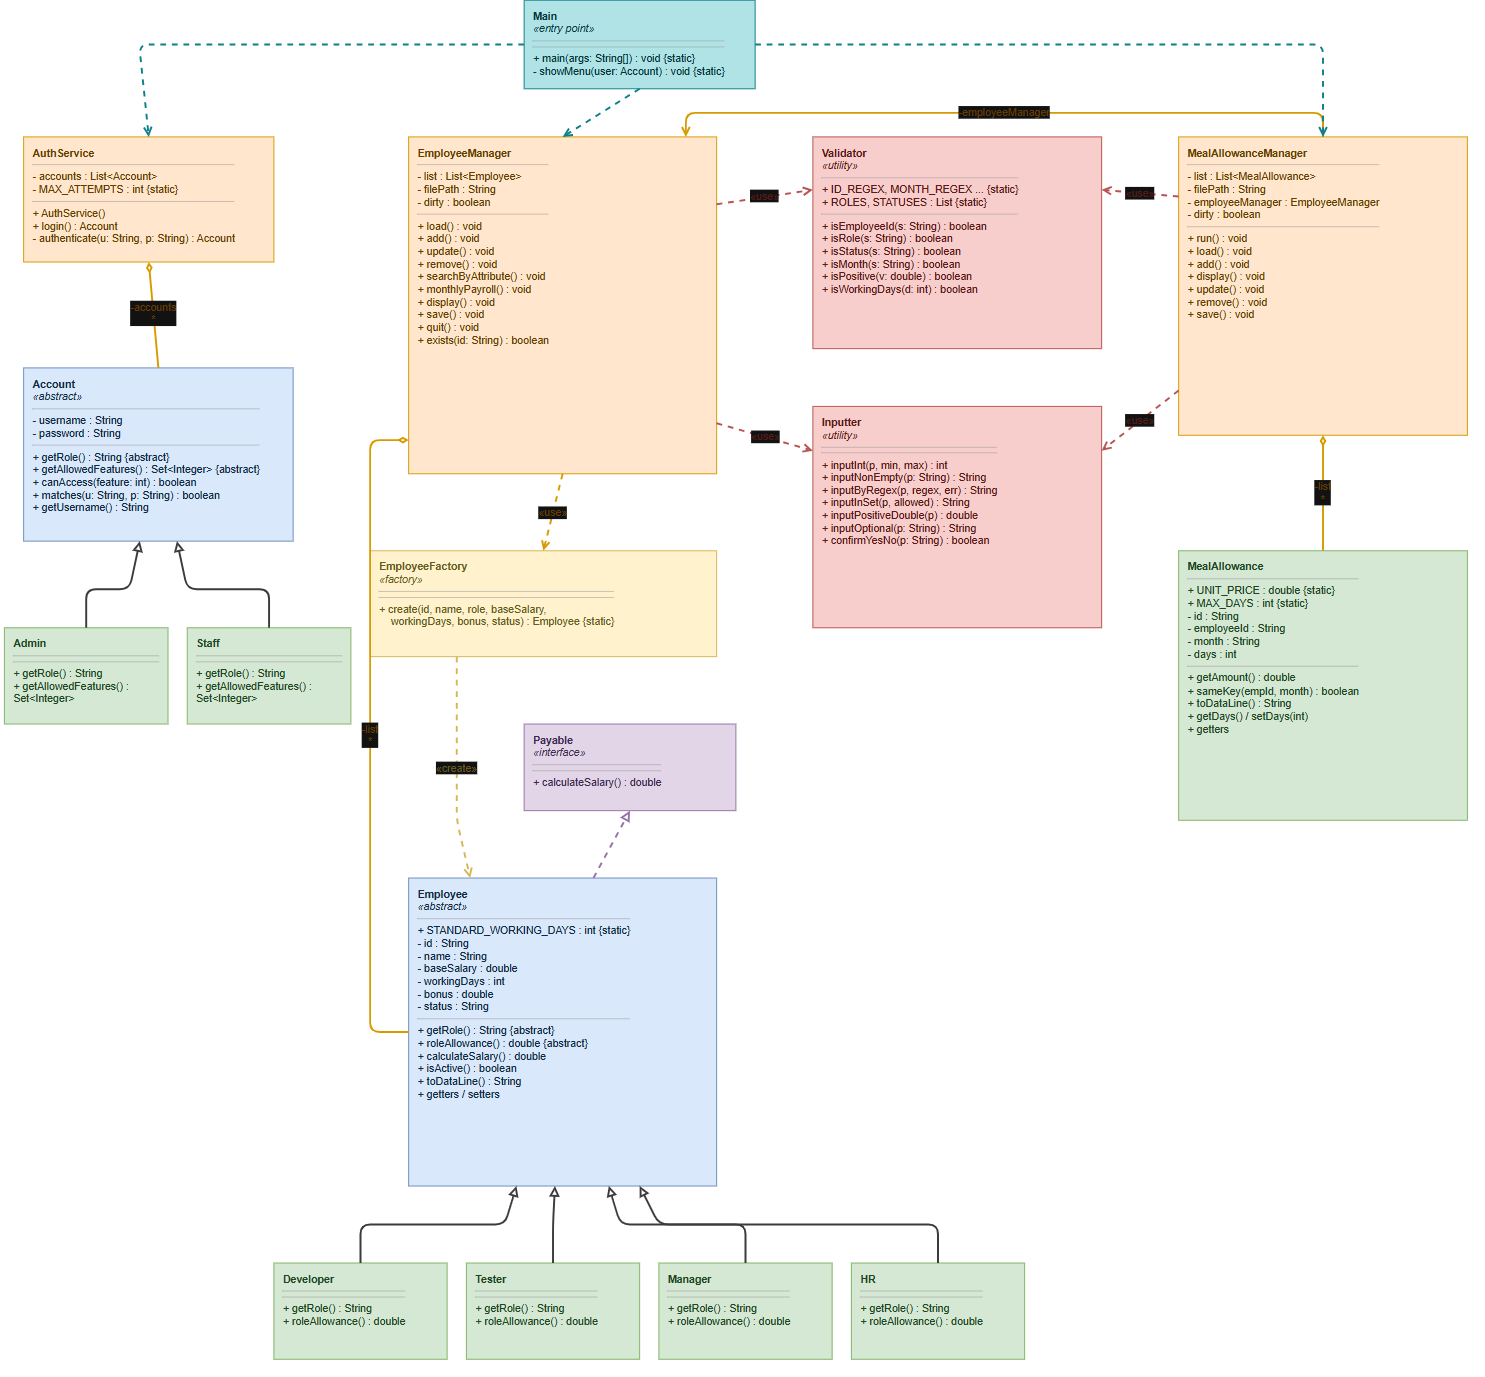 Main
«entry point»
+ main(args: String[]) : void {static}
- showMenu(user: Account) : void {static}
-employeeManager
AuthService
- accounts : List<Account>
- MAX_ATTEMPTS : int {static}
+ AuthService()
+ login() : Account
- authenticate(u: String, p: String) : Account
EmployeeManager
- list : List<Employee>
- filePath : String
- dirty : boolean
+ load() : void
+ add() : void
+ update() : void
+ remove() : void
+ searchByAttribute() : void
+ monthlyPayroll() : void
+ display() : void
+ save() : void
+ quit() : void
+ exists(id: String) : boolean
«use»
Validator
«utility»
+ ID_REGEX, MONTH_REGEX ... {static}
+ ROLES, STATUSES : List {static}
+ isEmployeeId(s: String) : boolean
+ isRole(s: String) : boolean
+ isStatus(s: String) : boolean
+ isMonth(s: String) : boolean
+ isPositive(v: double) : boolean
+ isWorkingDays(d: int) : boolean
«use»
MealAllowanceManager
- list : List<MealAllowance>
- filePath : String
- employeeManager : EmployeeManager
- dirty : boolean
+ run() : void
+ load() : void
+ add() : void
+ display() : void
+ update() : void
+ remove() : void
+ save() : void
-accounts
*
Account
«abstract»
- username : String
- password : String
+ getRole() : String {abstract}
+ getAllowedFeatures() : Set<Integer> {abstract}
+ canAccess(feature: int) : boolean
+ matches(u: String, p: String) : boolean
+ getUsername() : String
«use»
Inputter
«utility»
+ inputInt(p, min, max) : int
+ inputNonEmpty(p: String) : String
+ inputByRegex(p, regex, err) : String
+ inputInSet(p, allowed) : String
+ inputPositiveDouble(p) : double
+ inputOptional(p: String) : String
+ confirmYesNo(p: String) : boolean
«use»
-list
*
«use»
EmployeeFactory
«factory»
+ create(id, name, role, baseSalary,
workingDays, bonus, status) : Employee {static}
MealAllowance
+ UNIT_PRICE : double {static}
+ MAX_DAYS : int {static}
- id : String
- employeeId : String
- month : String
- days : int
+ getAmount() : double
+ sameKey(empId, month) : boolean
+ toDataLine() : String
+ getDays() / setDays(int)
+ getters
Admin
+ getRole() : String
+ getAllowedFeatures() :
Set<Integer>
Staff
+ getRole() : String
+ getAllowedFeatures() :
Set<Integer>
-list
*
«create»
Payable
«interface»
+ calculateSalary() : double
Employee
«abstract»
+ STANDARD_WORKING_DAYS : int {static}
- id : String
- name : String
- baseSalary : double
- workingDays : int
- bonus : double
- status : String
+ getRole() : String {abstract}
+ roleAllowance() : double {abstract}
+ calculateSalary() : double
+ isActive() : boolean
+ toDataLine() : String
+ getters / setters
Developer
+ getRole() : String
+ roleAllowance() : double
Tester
+ getRole() : String
+ roleAllowance() : double
Manager
+ getRole() : String
+ roleAllowance() : double
HR
+ getRole() : String
+ roleAllowance() : double